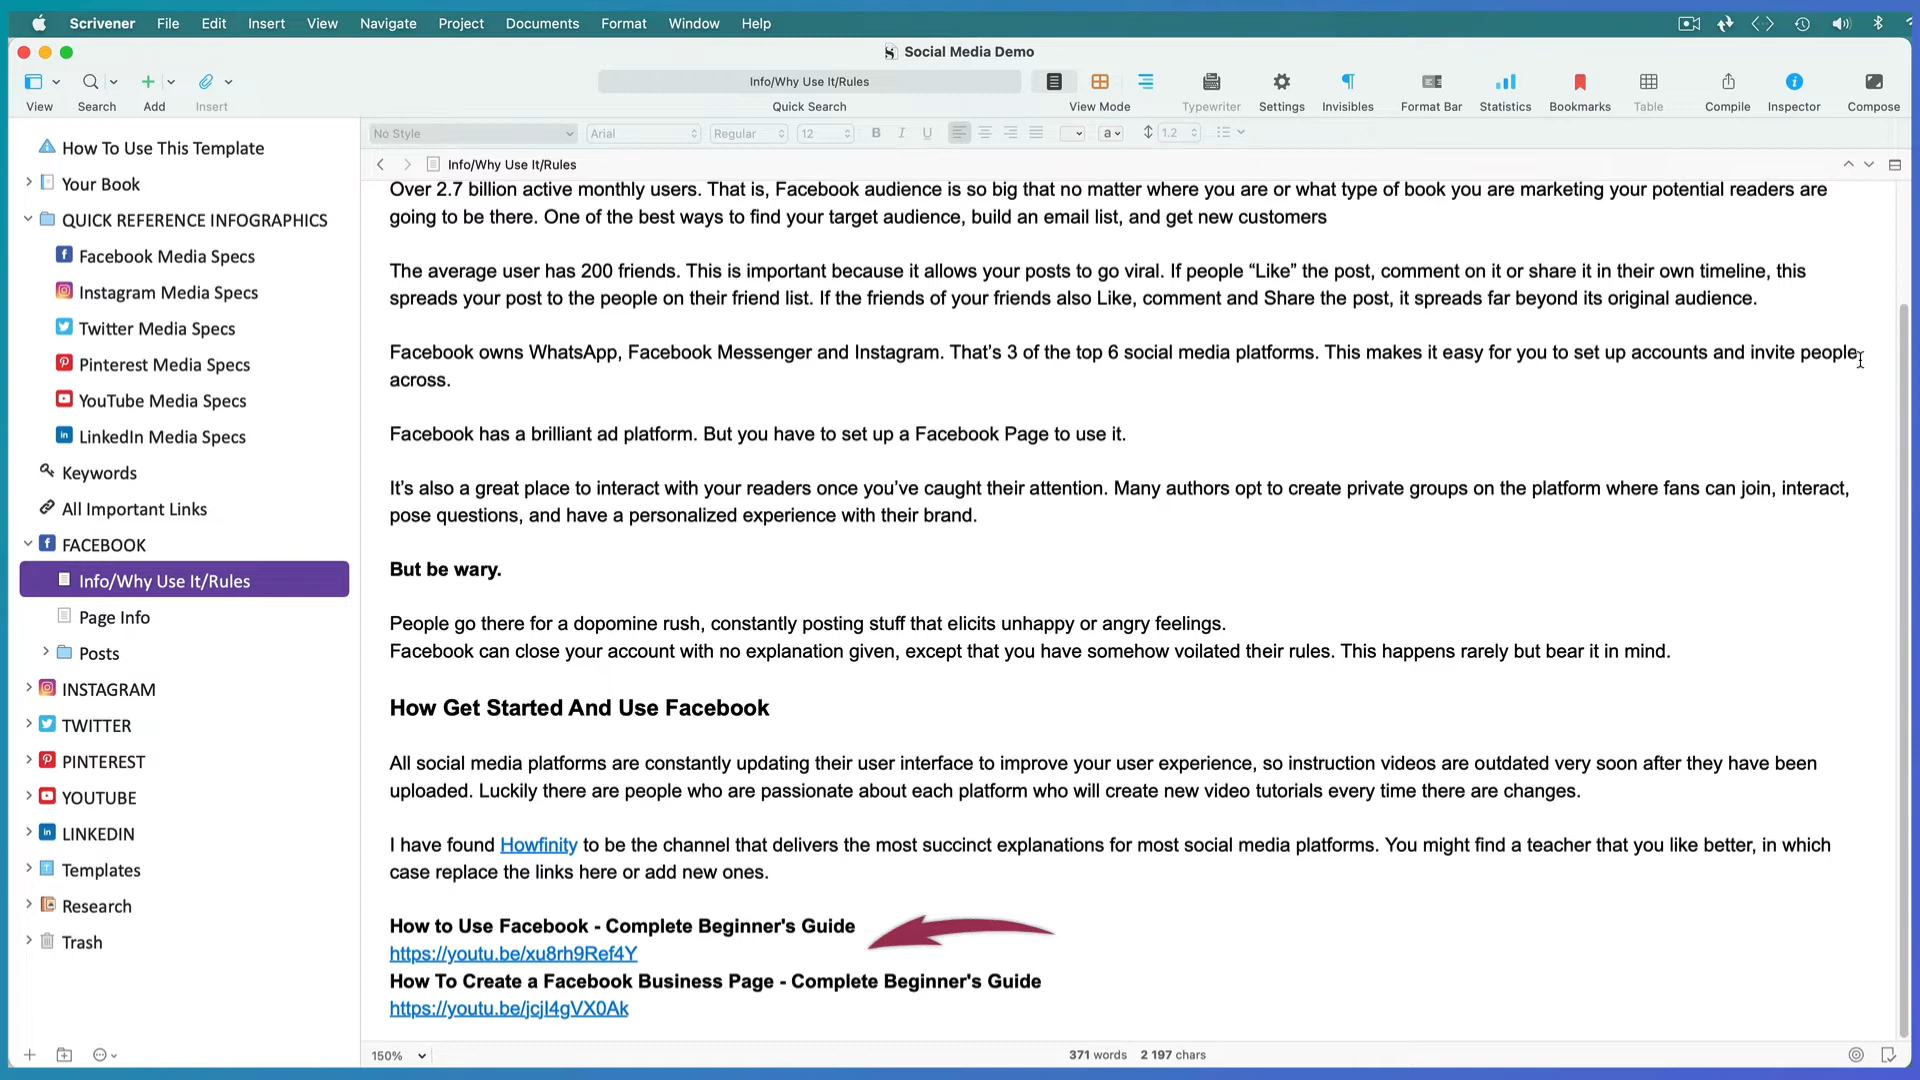 Scrivener File Edit Insert View Navigate Project Documents Format Window Help
Social Media Demo
Info/Why Use It/Rules
View Search Add Insert Quick Search View Mode Typewriter Settings Invisibles Format Bar Statistics Bookmarks Table Compile Inspector Compose
No Style Arial Regular 12 B I U a 1.2
How To Use This Template
Your Book
QUICK REFERENCE INFOGRAPHICS
Facebook Media Specs
Instagram Media Specs
Twitter Media Specs
Pinterest Media Specs
YouTube Media Specs
LinkedIn Media Specs
Keywords
All Important Links
FACEBOOK
Info/Why Use It/Rules
Page Info
Posts
INSTAGRAM
TWITTER
PINTEREST
YOUTUBE
LINKEDIN
Templates
Research
Trash
Info/Why Use It/Rules
Over 2.7 billion active monthly users. That is, Facebook audience is so big that no matter where you are or what type of book you are marketing your potential readers are
going to be there. One of the best ways to find your target audience, build an email list, and get new customers
The average user has 200 friends. This is important because it allows your posts to go viral. If people “Like” the post, comment on it or share it in their own timeline, this
spreads your post to the people on their friend list. If the friends of your friends also Like, comment and Share the post, it spreads far beyond its original audience.
Facebook owns WhatsApp, Facebook Messenger and Instagram. That’s 3 of the top 6 social media platforms. This makes it easy for you to set up accounts and invite people
across.
Facebook has a brilliant ad platform. But you have to set up a Facebook Page to use it.
It’s also a great place to interact with your readers once you’ve caught their attention. Many authors opt to create private groups on the platform where fans can join, interact,
pose questions, and have a personalized experience with their brand.
But be wary.
People go there for a dopomine rush, constantly posting stuff that elicits unhappy or angry feelings.
Facebook can close your account with no explanation given, except that you have somehow voilated their rules. This happens rarely but bear it in mind.
How Get Started And Use Facebook
All social media platforms are constantly updating their user interface to improve your user experience, so instruction videos are outdated very soon after they have been
uploaded. Luckily there are people who are passionate about each platform who will create new video tutorials every time there are changes.
I have found Howfinity to be the channel that delivers the most succinct explanations for most social media platforms. You might find a teacher that you like better, in which
case replace the links here or add new ones.
How to Use Facebook - Complete Beginner's Guide
https://youtu.be/xu8rh9Ref4Y
How To Create a Facebook Business Page - Complete Beginner's Guide
https://youtu.be/jcjI4gVX0Ak
150% 371 words 2 197 chars